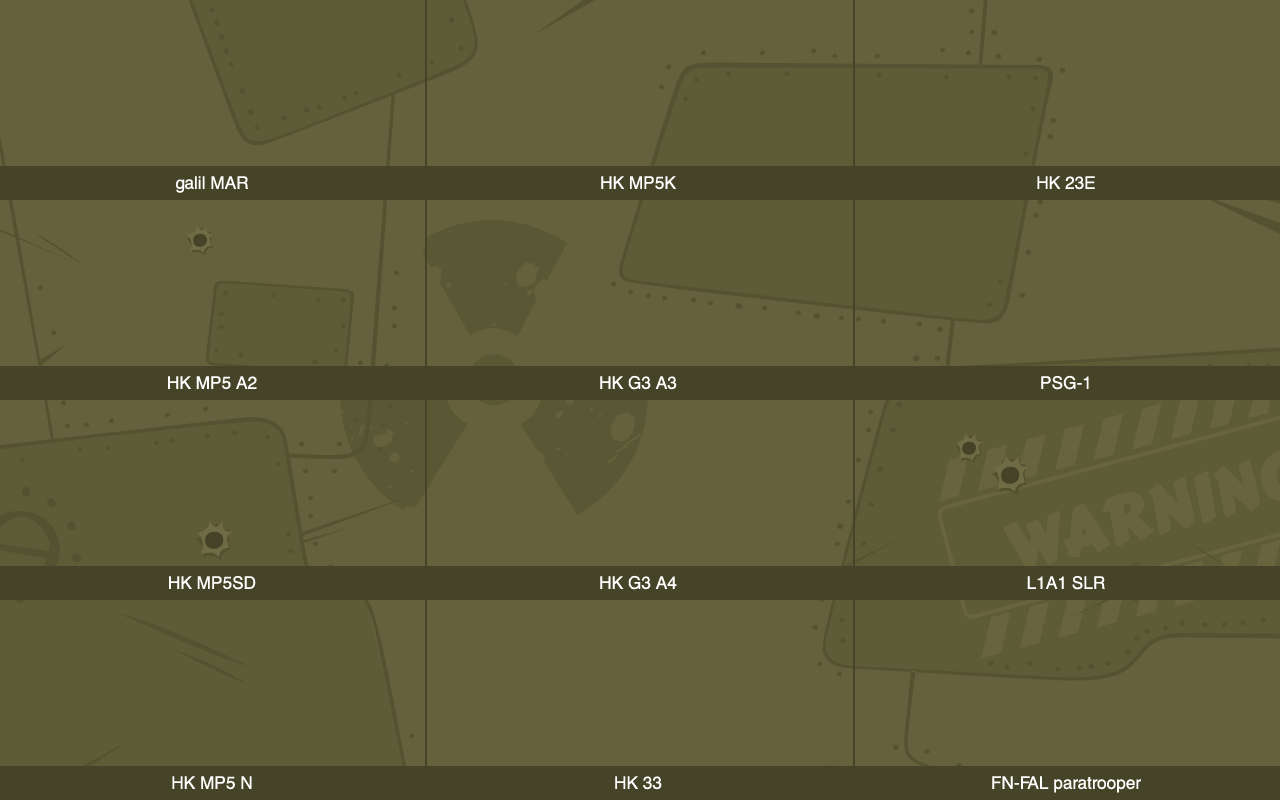 galil MAR
HK MP5K
HK 23E
HK MP5 A2
HK G3 A3
PSG-1
WARNING
HK MP5SD
HK G3 A4
L1A1 SLR
HK MP5 N
HK 33
FN-FAL paratrooper